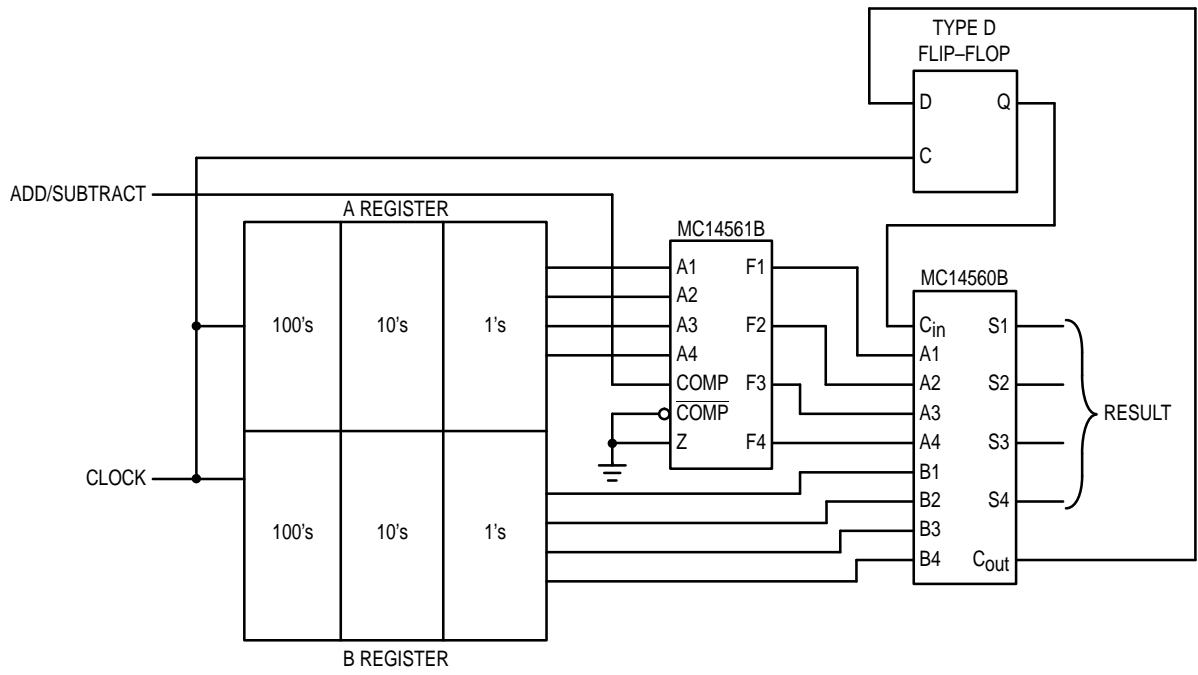 TYPE D
FLIP–FLOP
D Q
C
ADD/SUBTRACT
A REGISTER
100's 10's 1's
MC14561B
A1 F1
A2
A3 F2
A4
COMP F3
COMP
Z F4
MC14560B
Cin S1
A1
A2 S2
A3
A4 S3
B1
B2 S4
B3
B4 Cout
RESULT
CLOCK
100's 10's 1's
B REGISTER